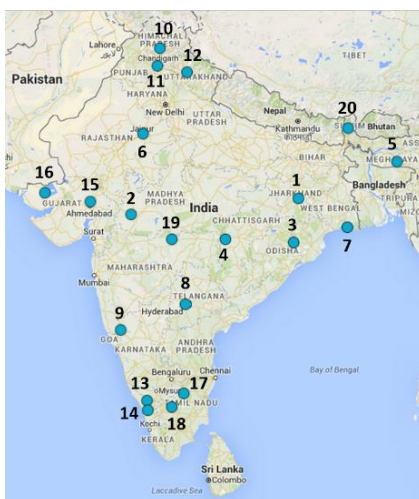 10
HIMACHAL
PRADESH
Lahore
12
Chandigarh
PUNJAB
UTTARAKHAND
11
TIBET
Pakistan
HARYANA
New Delhi
Nepal
20
Jaipur
UTTAR
PRADESH
Kathmandu
Bhutan
RAJASTHAN
5
6
BIHAR
MEGHALAYA
16
15
1
Bangladesh
2
MADHYA
PRADESH
India
JHARKHAND
TRIPURA
GUJARAT
WEST BENGAL
Ahmedabad
19
CHHATTISGARH
3
Surat
4
ODISHA
7
MAHARASHTRA
Mumbai
8
TELANGANA
Hyderabad
9
GOA
ANDHRA
PRADESH
KARNATAKA
Bay of Bengal
Bengaluru
Chennai
13
17
TAMIL NADU
14
Kochi
18
KERALA
Sri Lanka
Colombo
Laccadive Sea